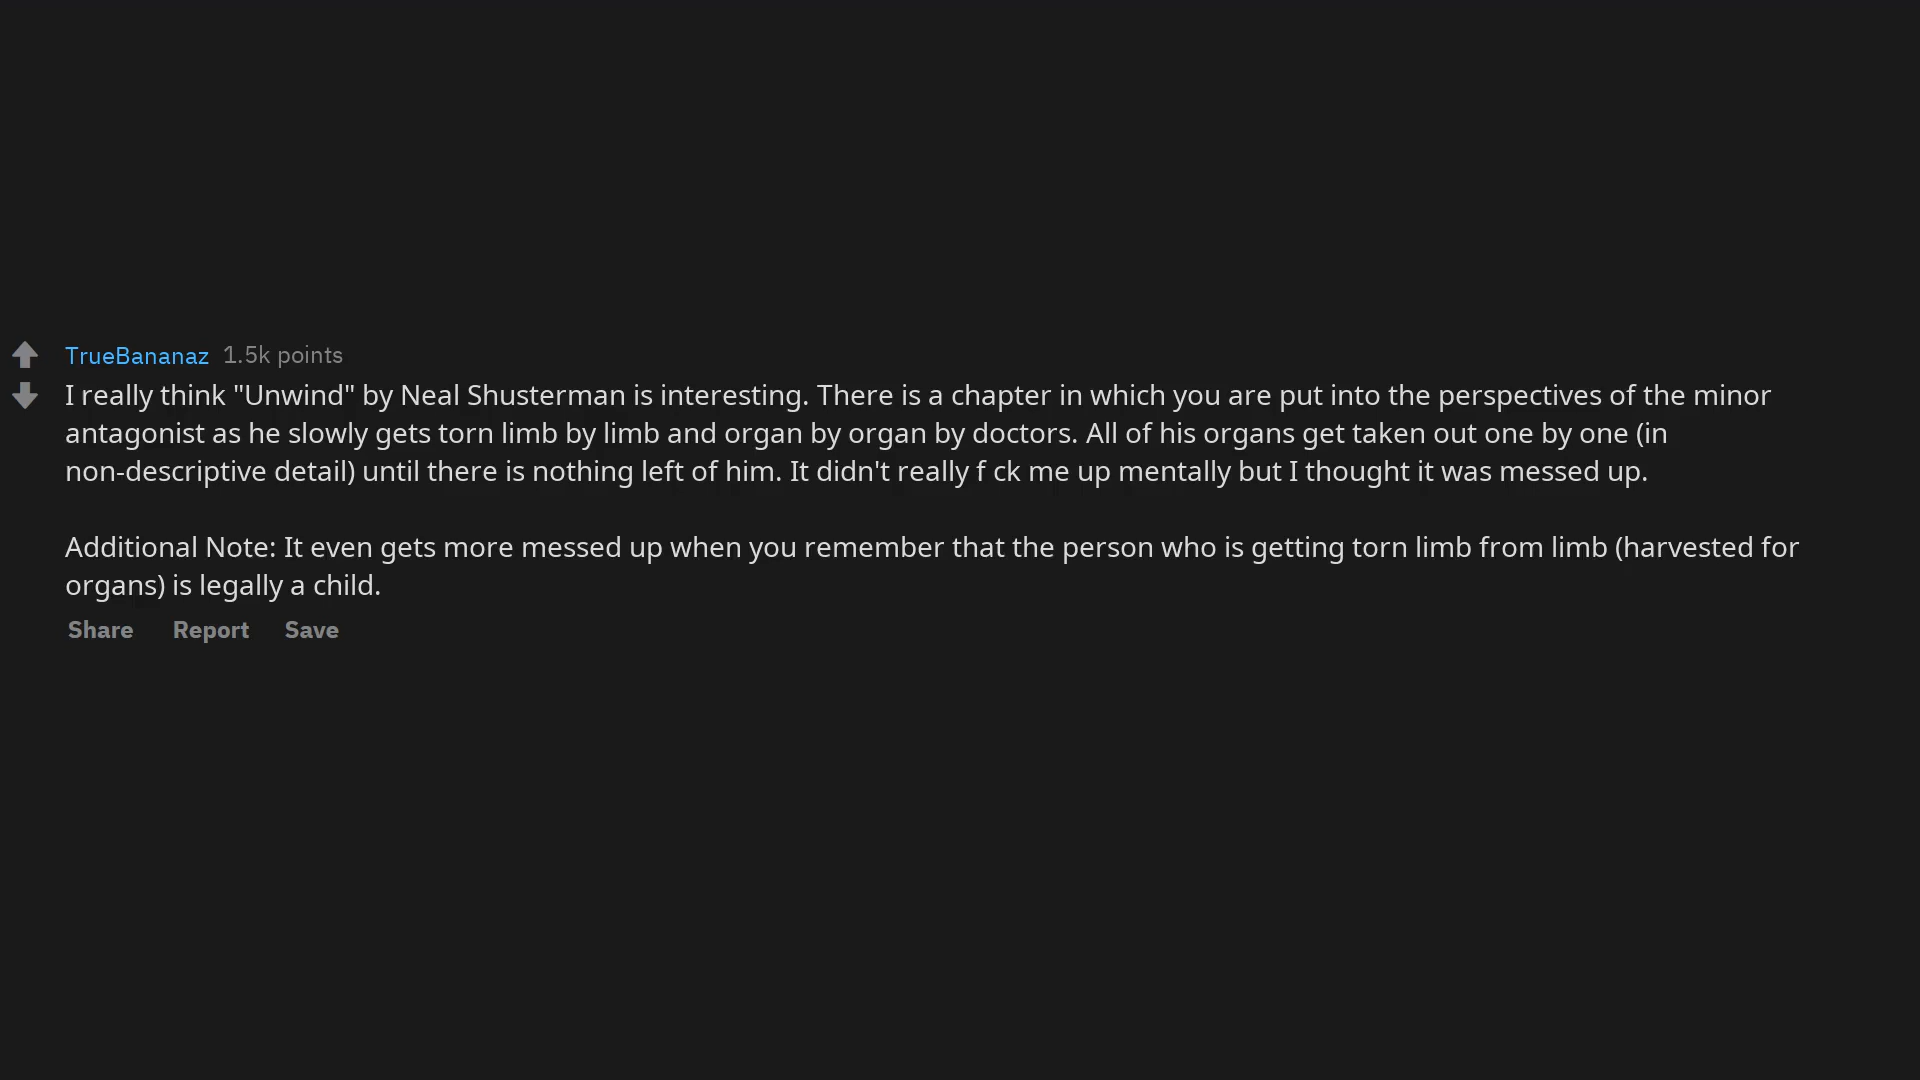 TrueBananaz 1.5k points
I really think "Unwind" by Neal Shusterman is interesting. There is a chapter in which you are put into the perspectives of the minor
antagonist as he slowly gets torn limb by limb and organ by organ by doctors. All of his organs get taken out one by one (in
non-descriptive detail) until there is nothing left of him. It didn't really f ck me up mentally but I thought it was messed up.
Additional Note: It even gets more messed up when you remember that the person who is getting torn limb from limb (harvested for
organs) is legally a child.
Share Report Save